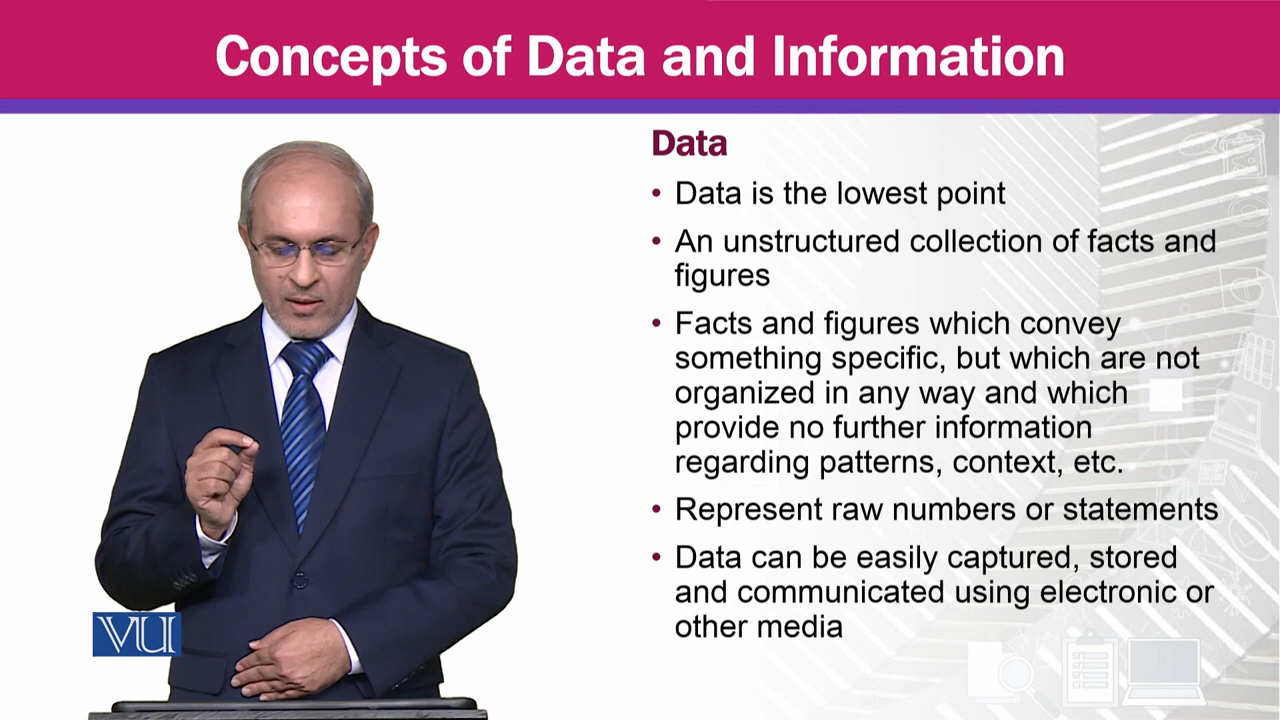 Concepts of Data and Information
Data
• Data is the lowest point
• An unstructured collection of facts and
figures
• Facts and figures which convey
something specific, but which are not
organized in any way and which
provide no further information
regarding patterns, context, etc.
• Represent raw numbers or statements
• Data can be easily captured, stored
and communicated using electronic or
other media
VU